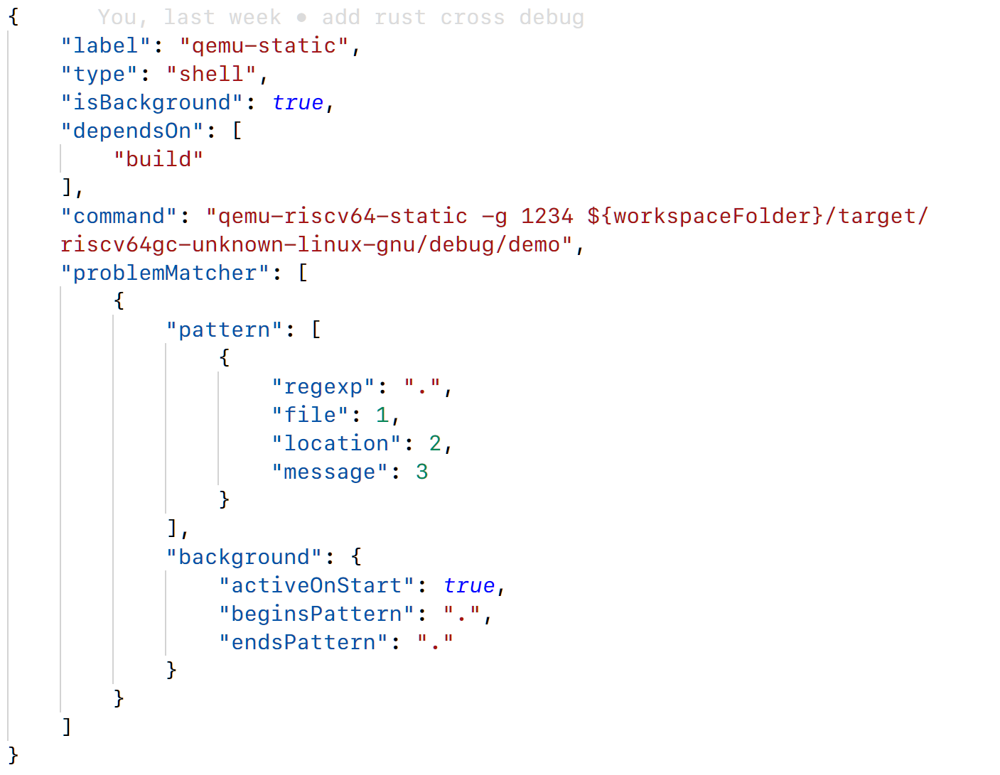 { You, last week • add rust cross debug
"label": "qemu-static",
"type": "shell",
"isBackground": true,
"dependsOn": [
"build"
],
"command": "qemu-riscv64-static -g 1234 ${workspaceFolder}/target/
riscv64gc-unknown-linux-gnu/debug/demo",
"problemMatcher": [
{
"pattern": [
{
"regexp": ".",
"file": 1,
"location": 2,
"message": 3
}
],
"background": {
"activeOnStart": true,
"beginsPattern": ".",
"endsPattern": "."
}
}
]
}